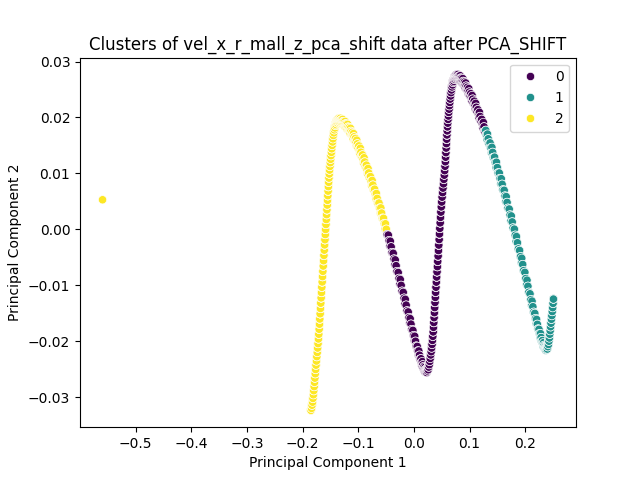 Clusters of vel_x_r_mall_z_pca_shift data after PCA_SHIFT
0.03
0.02
0.01
0.00
−0.01
−0.02
−0.03
Principal Component 2
0
1
2
−0.5 −0.4 −0.3 −0.2 −0.1 0.0 0.1 0.2
Principal Component 1